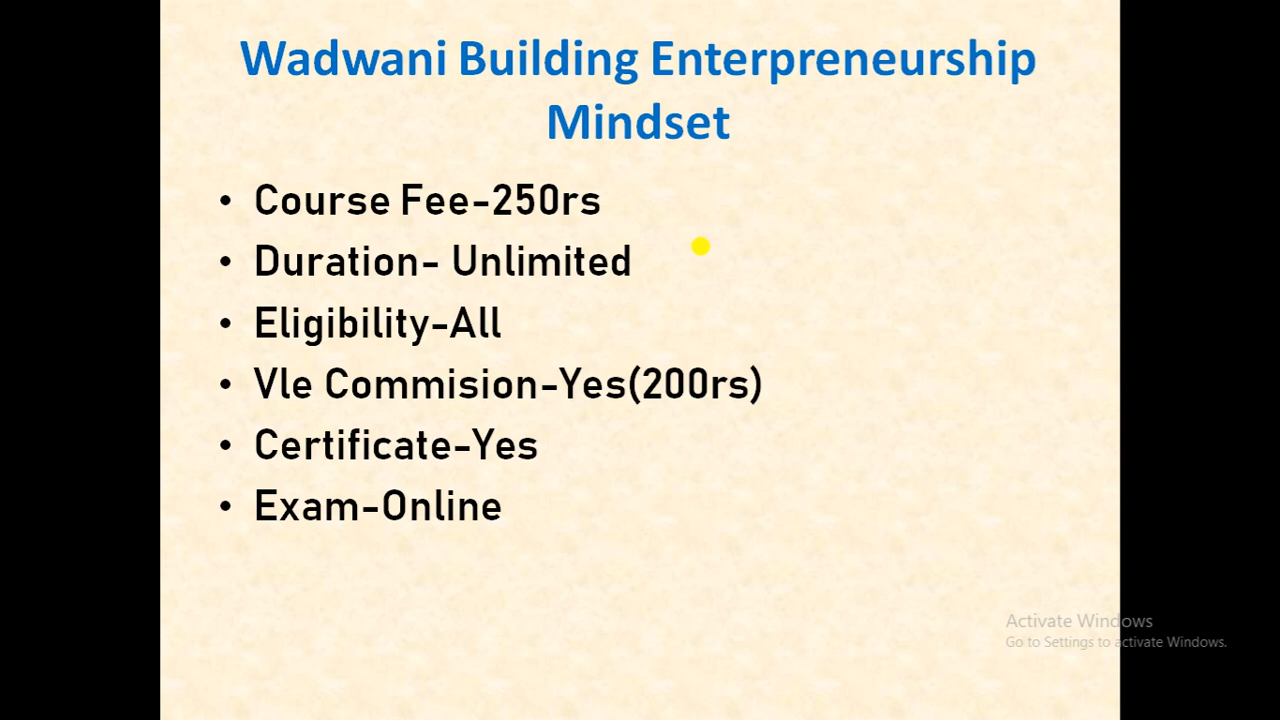 Wadwani Building Enterpreneurship
Mindset
• Course Fee-250rs
• Duration- Unlimited
• Eligibility-All
• Vle Commision-Yes(200rs)
• Certificate-Yes
• Exam-Online
Activate Windows
Go to Settings to activate Windows.